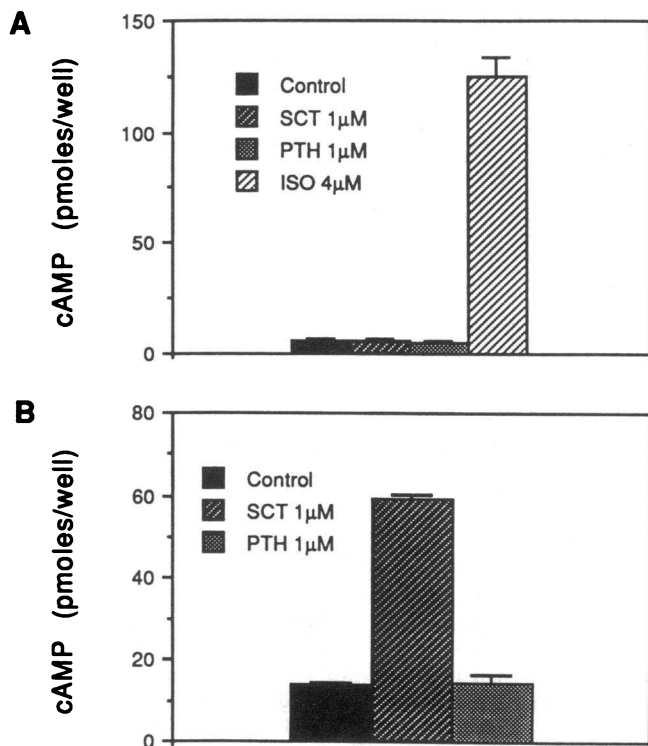 A
150
100
50
0
cAMP (pmoles/well)
Control
SCT 1μM
PTH 1μM
ISO 4μM
B
80
60
40
20
0
cAMP (pmoles/well)
Control
SCT 1μM
PTH 1μM